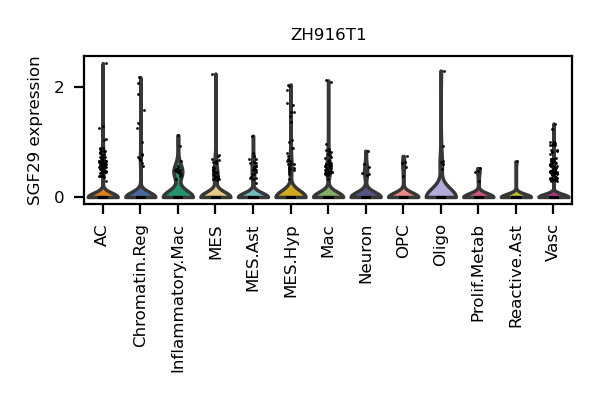 ZH916T1
SGF29 expression
2
0
AC
Chromatin.Reg
Inflammatory.Mac
MES
MES.Ast
MES.Hyp
Mac
Neuron
OPC
Oligo
Prolif.Metab
Reactive.Ast
Vasc